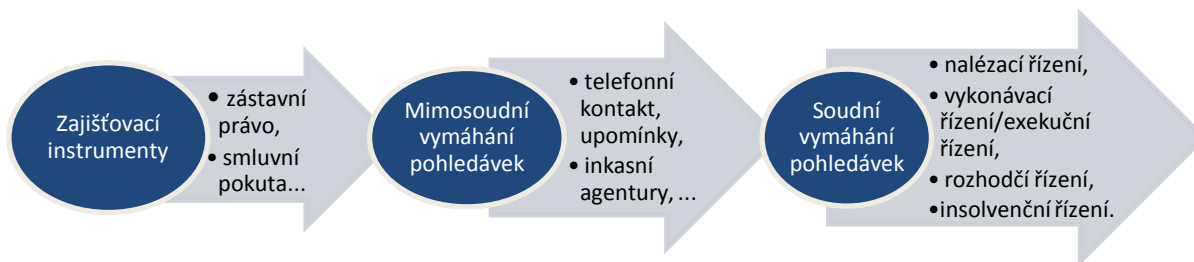 Zajišťovací
instrumenty
• zástavní
právo,
• smluvní
pokuta...
Mimosoudní
vymáhání
pohledávek
• telefonní
kontakt,
upomínky,
• inkasní
agentury, ...
Soudní
vymáhání
pohledávek
• nalézací řízení,
• vykonávací
řízení/exekuční
řízení,
• rozhodčí řízení,
•insolvenční řízení.